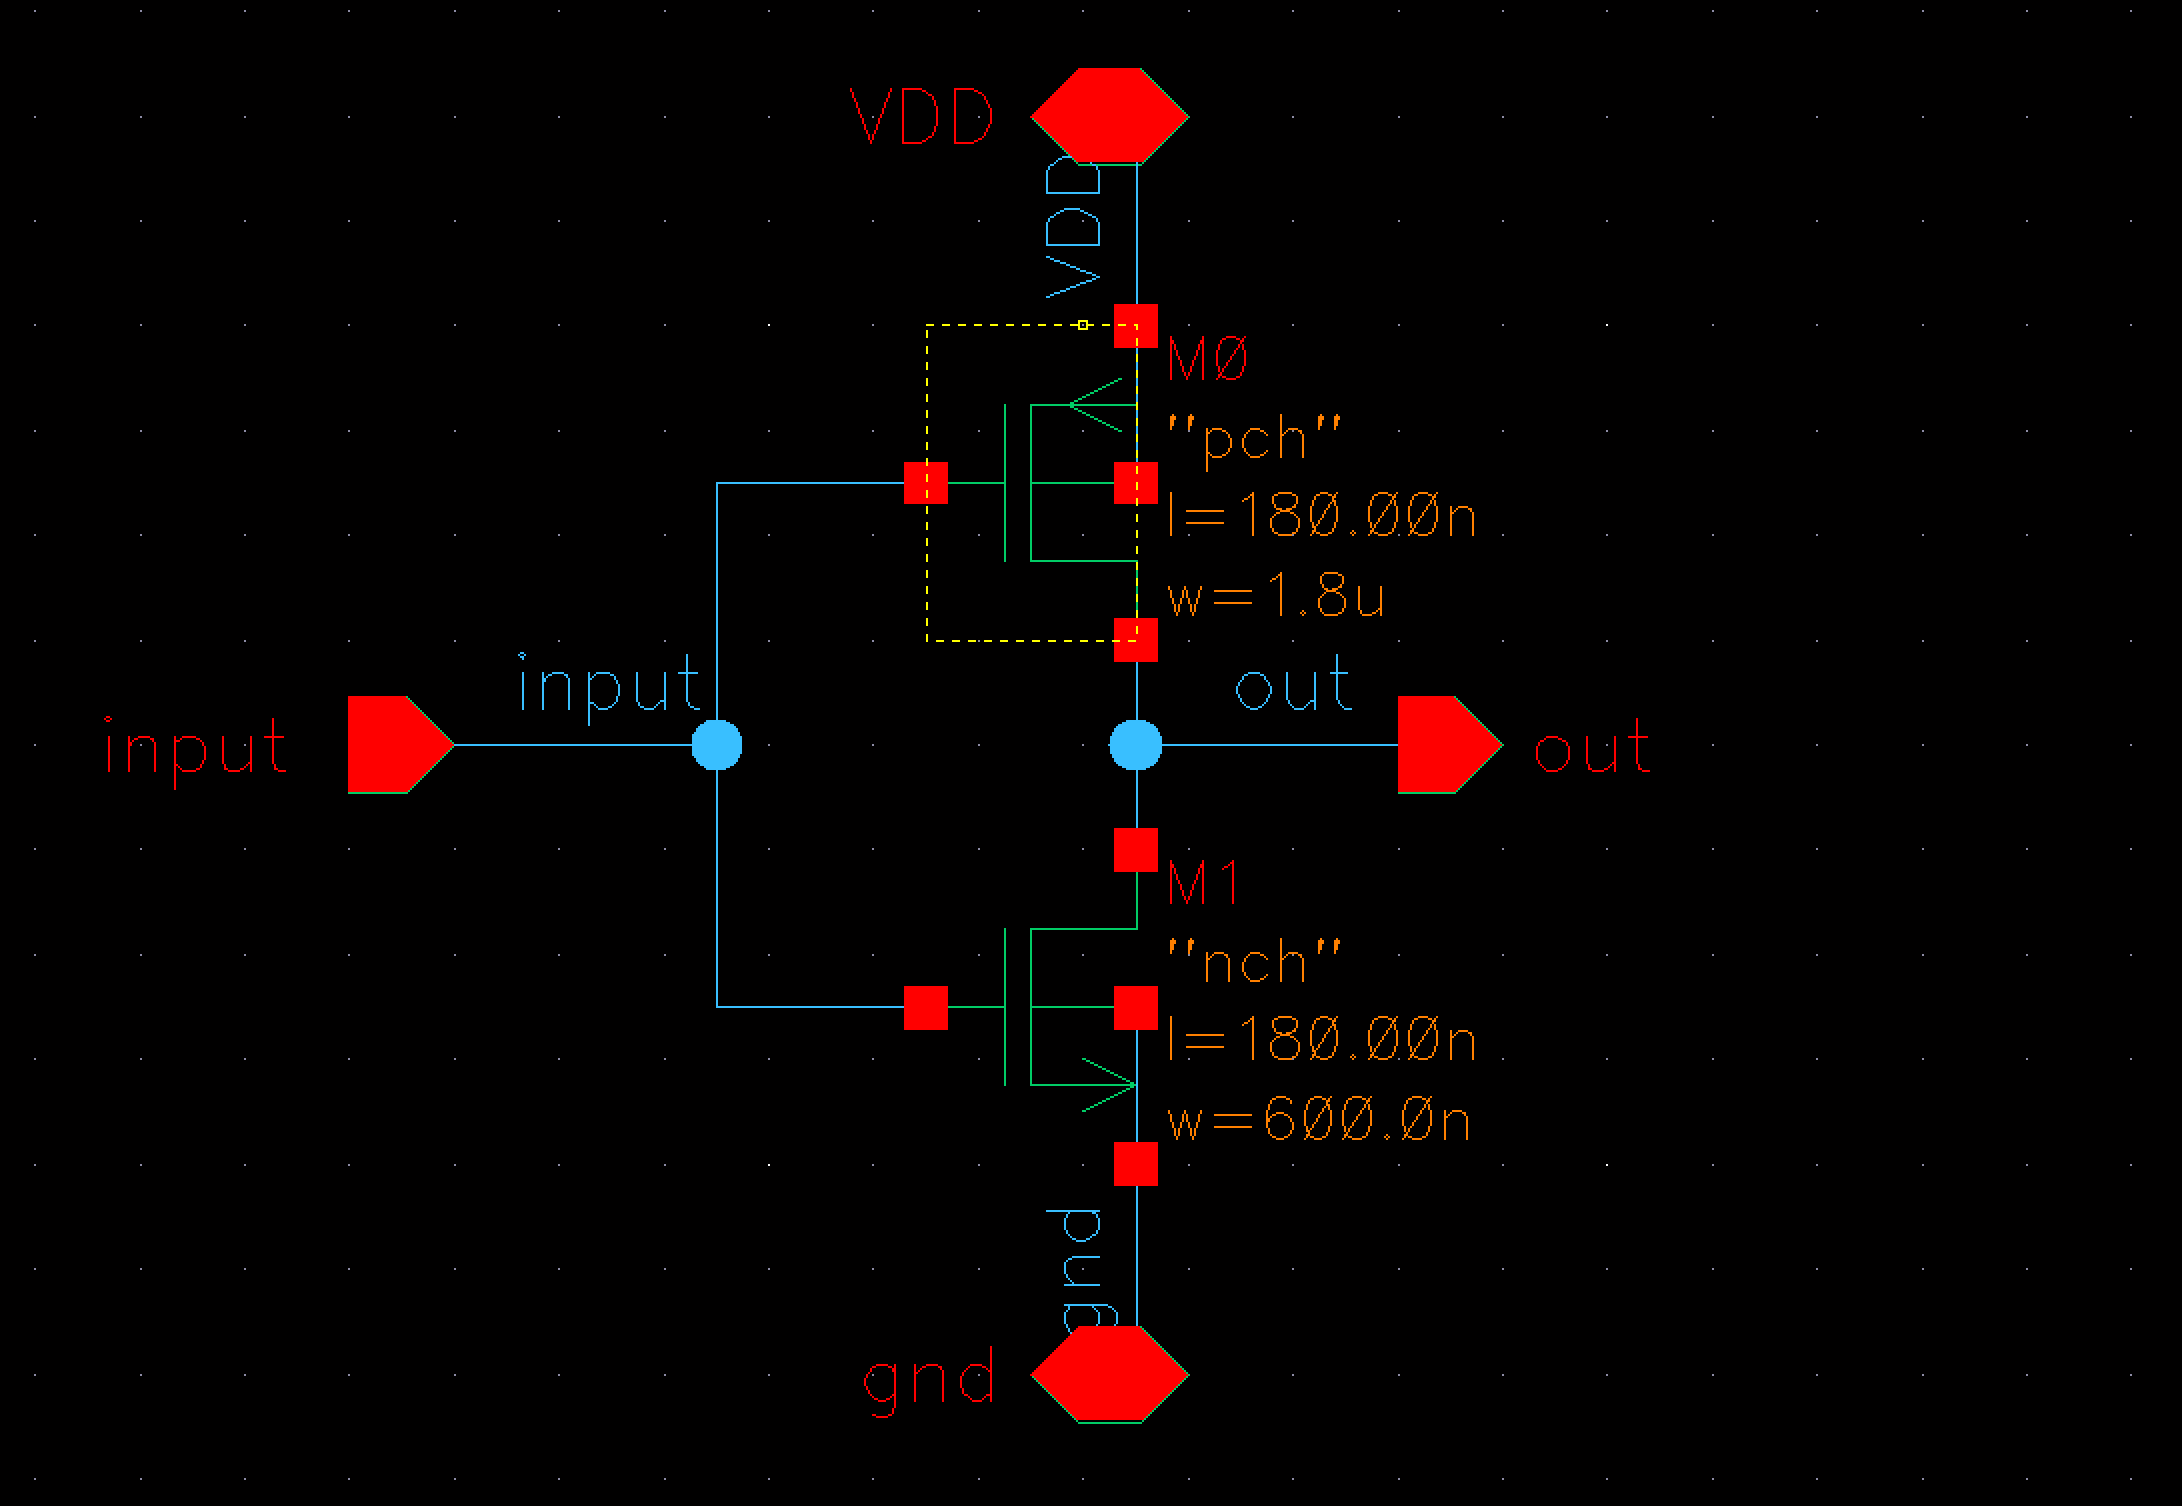 VDD
VDD
M0
"pch"
l=180.00n
w=1.8u
input
out
input
out
M1
"nch"
l=180.00n
w=600.0n
gnd
gnd